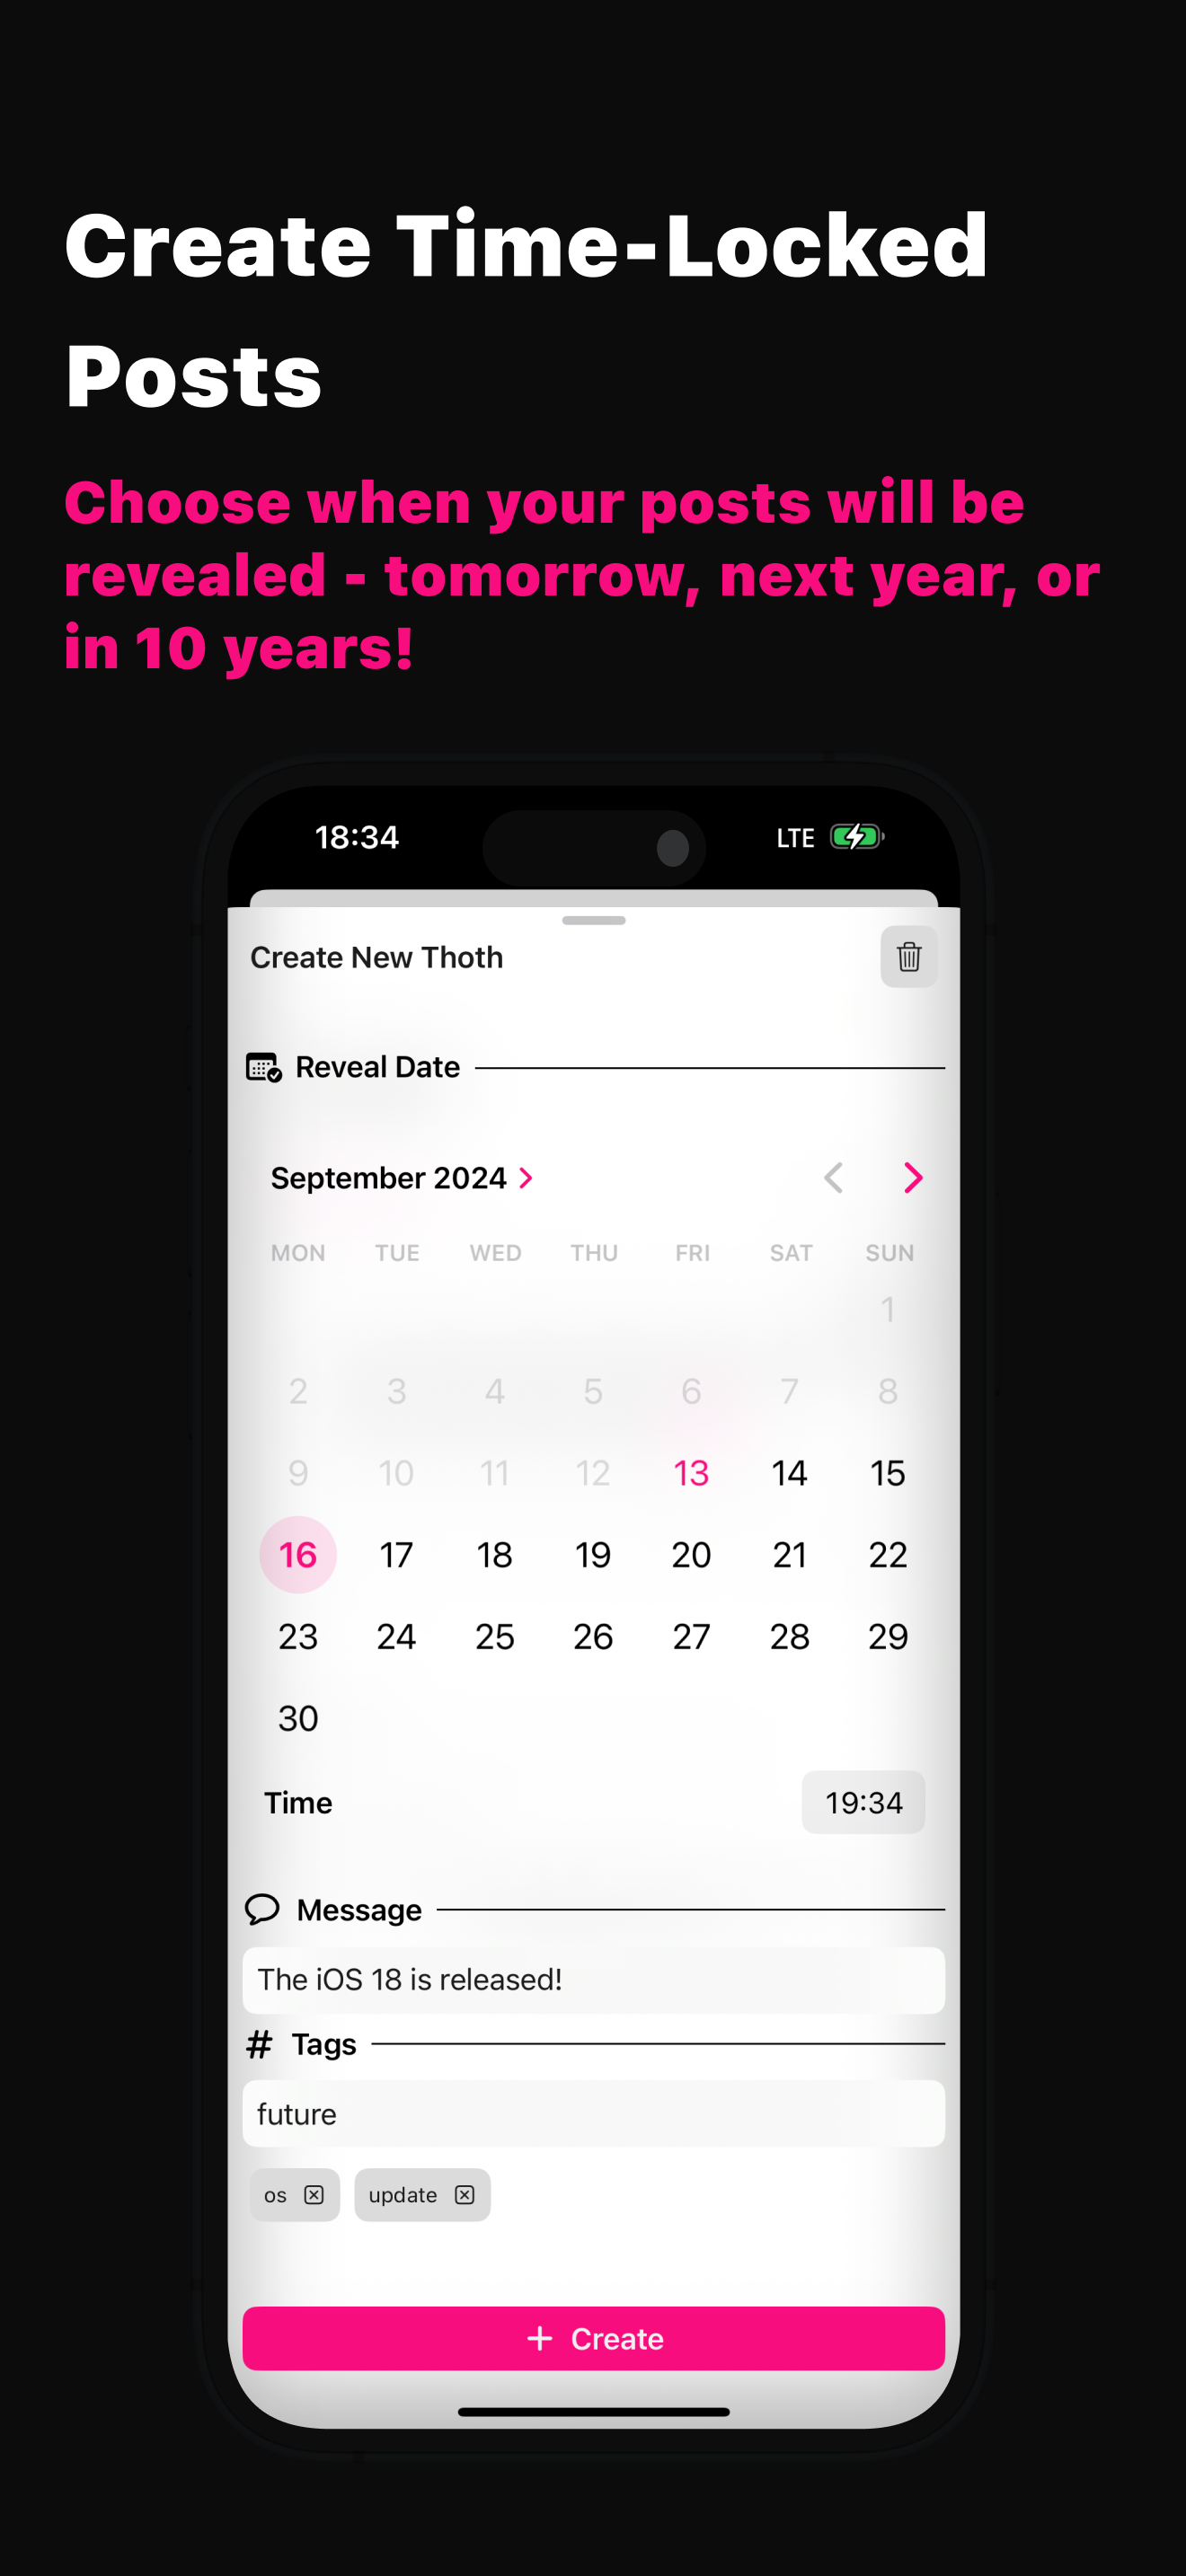 Create Time-Locked
Posts
Choose when your posts will be
revealed - tomorrow, next year, or
in 10 years!
18:34 LTE
Create New Thoth
Reveal Date
September 2024
MON TUE WED THU FRI SAT SUN
1
2 3 4 5 6 7 8
9 10 11 12 13 14 15
16 17 18 19 20 21 22
23 24 25 26 27 28 29
30
Time 19:34
Message
The iOS 18 is released!
# Tags
future
os update
+ Create